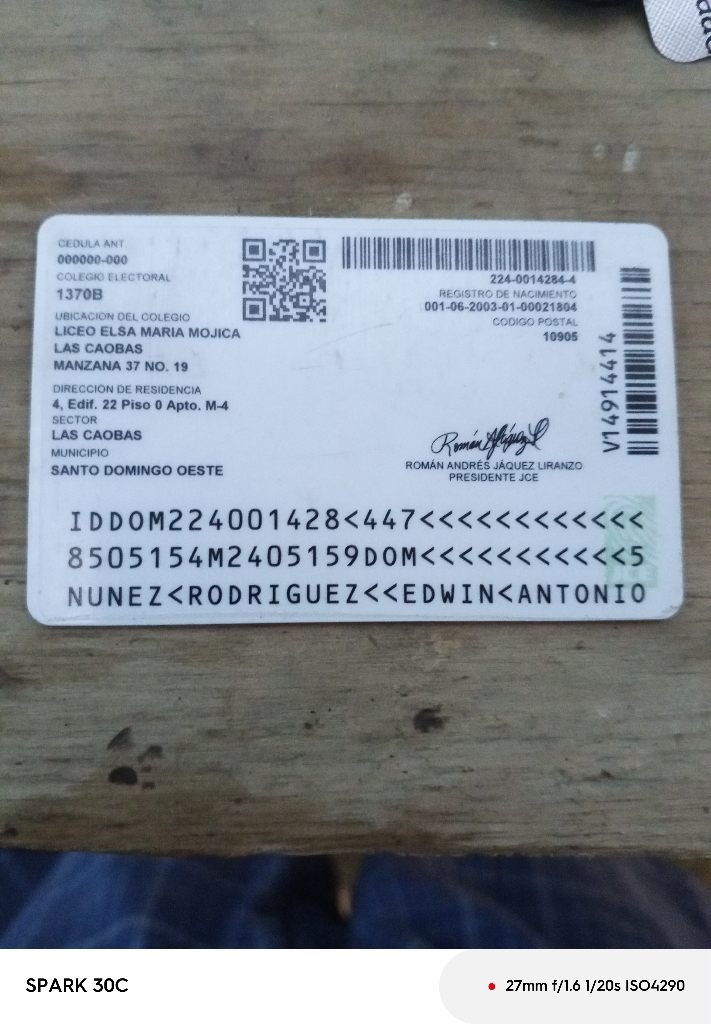 CEDULA ANT
000000-000
COLEGIO ELECTORAL
1370B
UBICACION DEL COLEGIO
LICEO ELSA MARIA MOJICA
LAS CAOBAS
MANZANA 37 NO. 19
DIRECCION DE RESIDENCIA
4, Edif. 22 Piso 0 Apto. M-4
SECTOR
LAS CAOBAS
MUNICIPIO
SANTO DOMINGO OESTE
224-0014284-4
REGISTRO DE NACIMIENTO
001-06-2003-01-00021804
CODIGO POSTAL
10905
V14914414
ROMÁN ANDRÉS JÁQUEZ LIRANZO
PRESIDENTE JCE
IDDOM224001428<447<<<<<<<<<<<<
8505154M2405159DOM<<<<<<<<<<<5
NUNEZ<RODRIGUEZ<<EDWIN<ANTONIO
SPARK 30C
27mm f/1.6 1/20s ISO4290